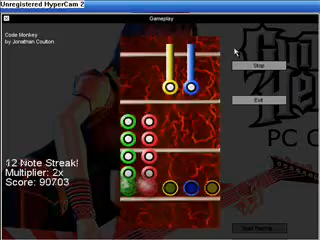 Unregistered HyperCam 2
Gameplay
Code Monkey
by Jonathan Coulton
Stop
Exit
PC
12 Note Streak!
Multiplier: 2x
Score: 90703